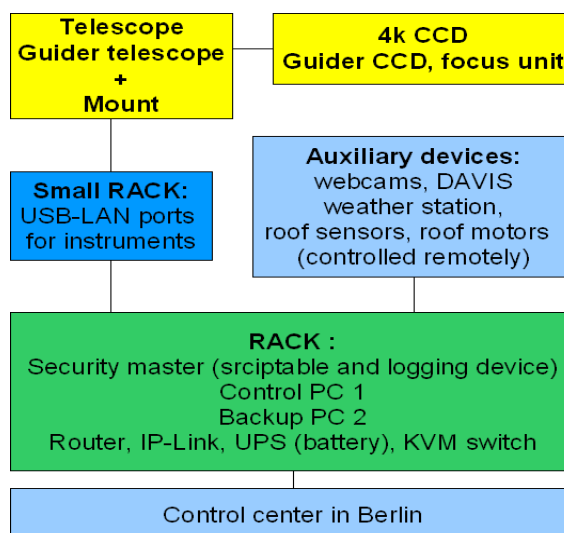 Telescope
Guider telescope
+
Mount
4k CCD
Guider CCD, focus unit
Small RACK:
USB-LAN ports
for instruments
Auxiliary devices:
webcams, DAVIS
weather station,
roof sensors, roof motors
(controlled remotely)
RACK :
Security master (srciptable and logging device)
Control PC 1
Backup PC 2
Router, IP-Link, UPS (battery), KVM switch
Control center in Berlin